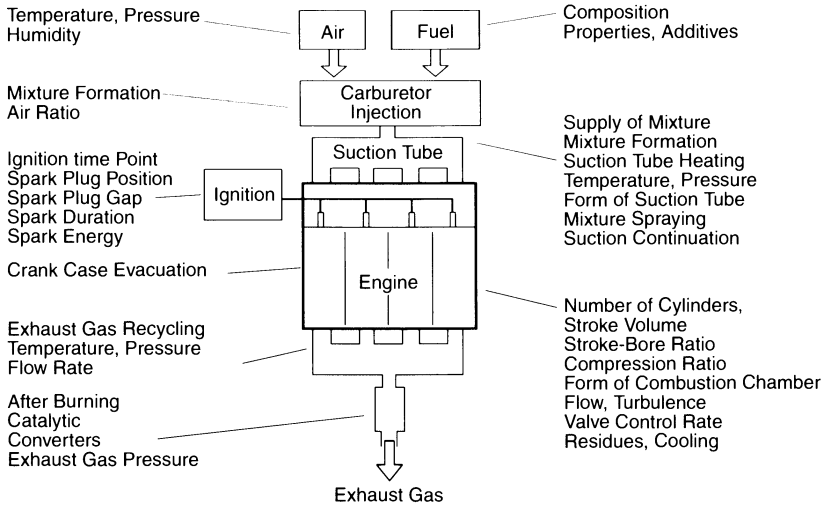 Temperature, Pressure
Humidity
Air
Fuel
Composition
Properties, Additives
Mixture Formation
Air Ratio
Carburetor
Injection
Supply of Mixture
Mixture Formation
Suction Tube Heating
Temperature, Pressure
Form of Suction Tube
Mixture Spraying
Suction Continuation
Suction Tube
Ignition time Point
Spark Plug Position
Spark Plug Gap
Spark Duration
Spark Energy
Ignition
Crank Case Evacuation
Engine
Number of Cylinders,
Stroke Volume
Stroke-Bore Ratio
Compression Ratio
Form of Combustion Chamber
Flow, Turbulence
Valve Control Rate
Residues, Cooling
Exhaust Gas Recycling
Temperature, Pressure
Flow Rate
After Burning
Catalytic
Converters
Exhaust Gas Pressure
Exhaust Gas